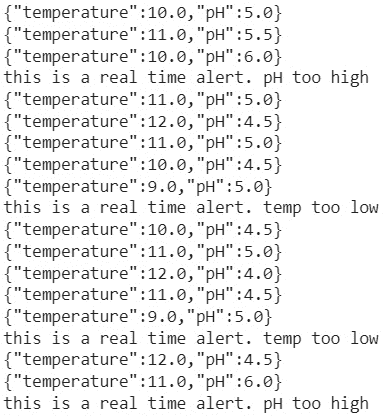 {"temperature":10.0,"pH":5.0}
{"temperature":11.0,"pH":5.5}
{"temperature":10.0,"pH":6.0}
this is a real time alert. pH too high
{"temperature":11.0,"pH":5.0}
{"temperature":12.0,"pH":4.5}
{"temperature":11.0,"pH":5.0}
{"temperature":10.0,"pH":4.5}
{"temperature":9.0,"pH":5.0}
this is a real time alert. temp too low
{"temperature":10.0,"pH":4.5}
{"temperature":11.0,"pH":5.0}
{"temperature":12.0,"pH":4.0}
{"temperature":11.0,"pH":4.5}
{"temperature":9.0,"pH":5.0}
this is a real time alert. temp too low
{"temperature":12.0,"pH":4.5}
{"temperature":11.0,"pH":6.0}
this is a real time alert. pH too high